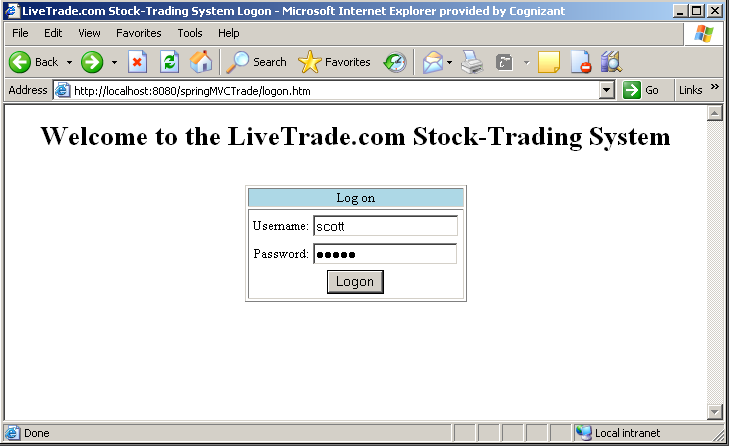 LiveTrade.com Stock-Trading System Logon - Microsoft Internet Explorer provided by Cognizant
File Edit View Favorites Tools Help
Back Search Favorites
Address http://localhost:8080/springMVCTrade/logon.htm Go Links »
Welcome to the LiveTrade.com Stock-Trading System
Log on
Username: scott
Password: •••••
Logon
Done Local intranet